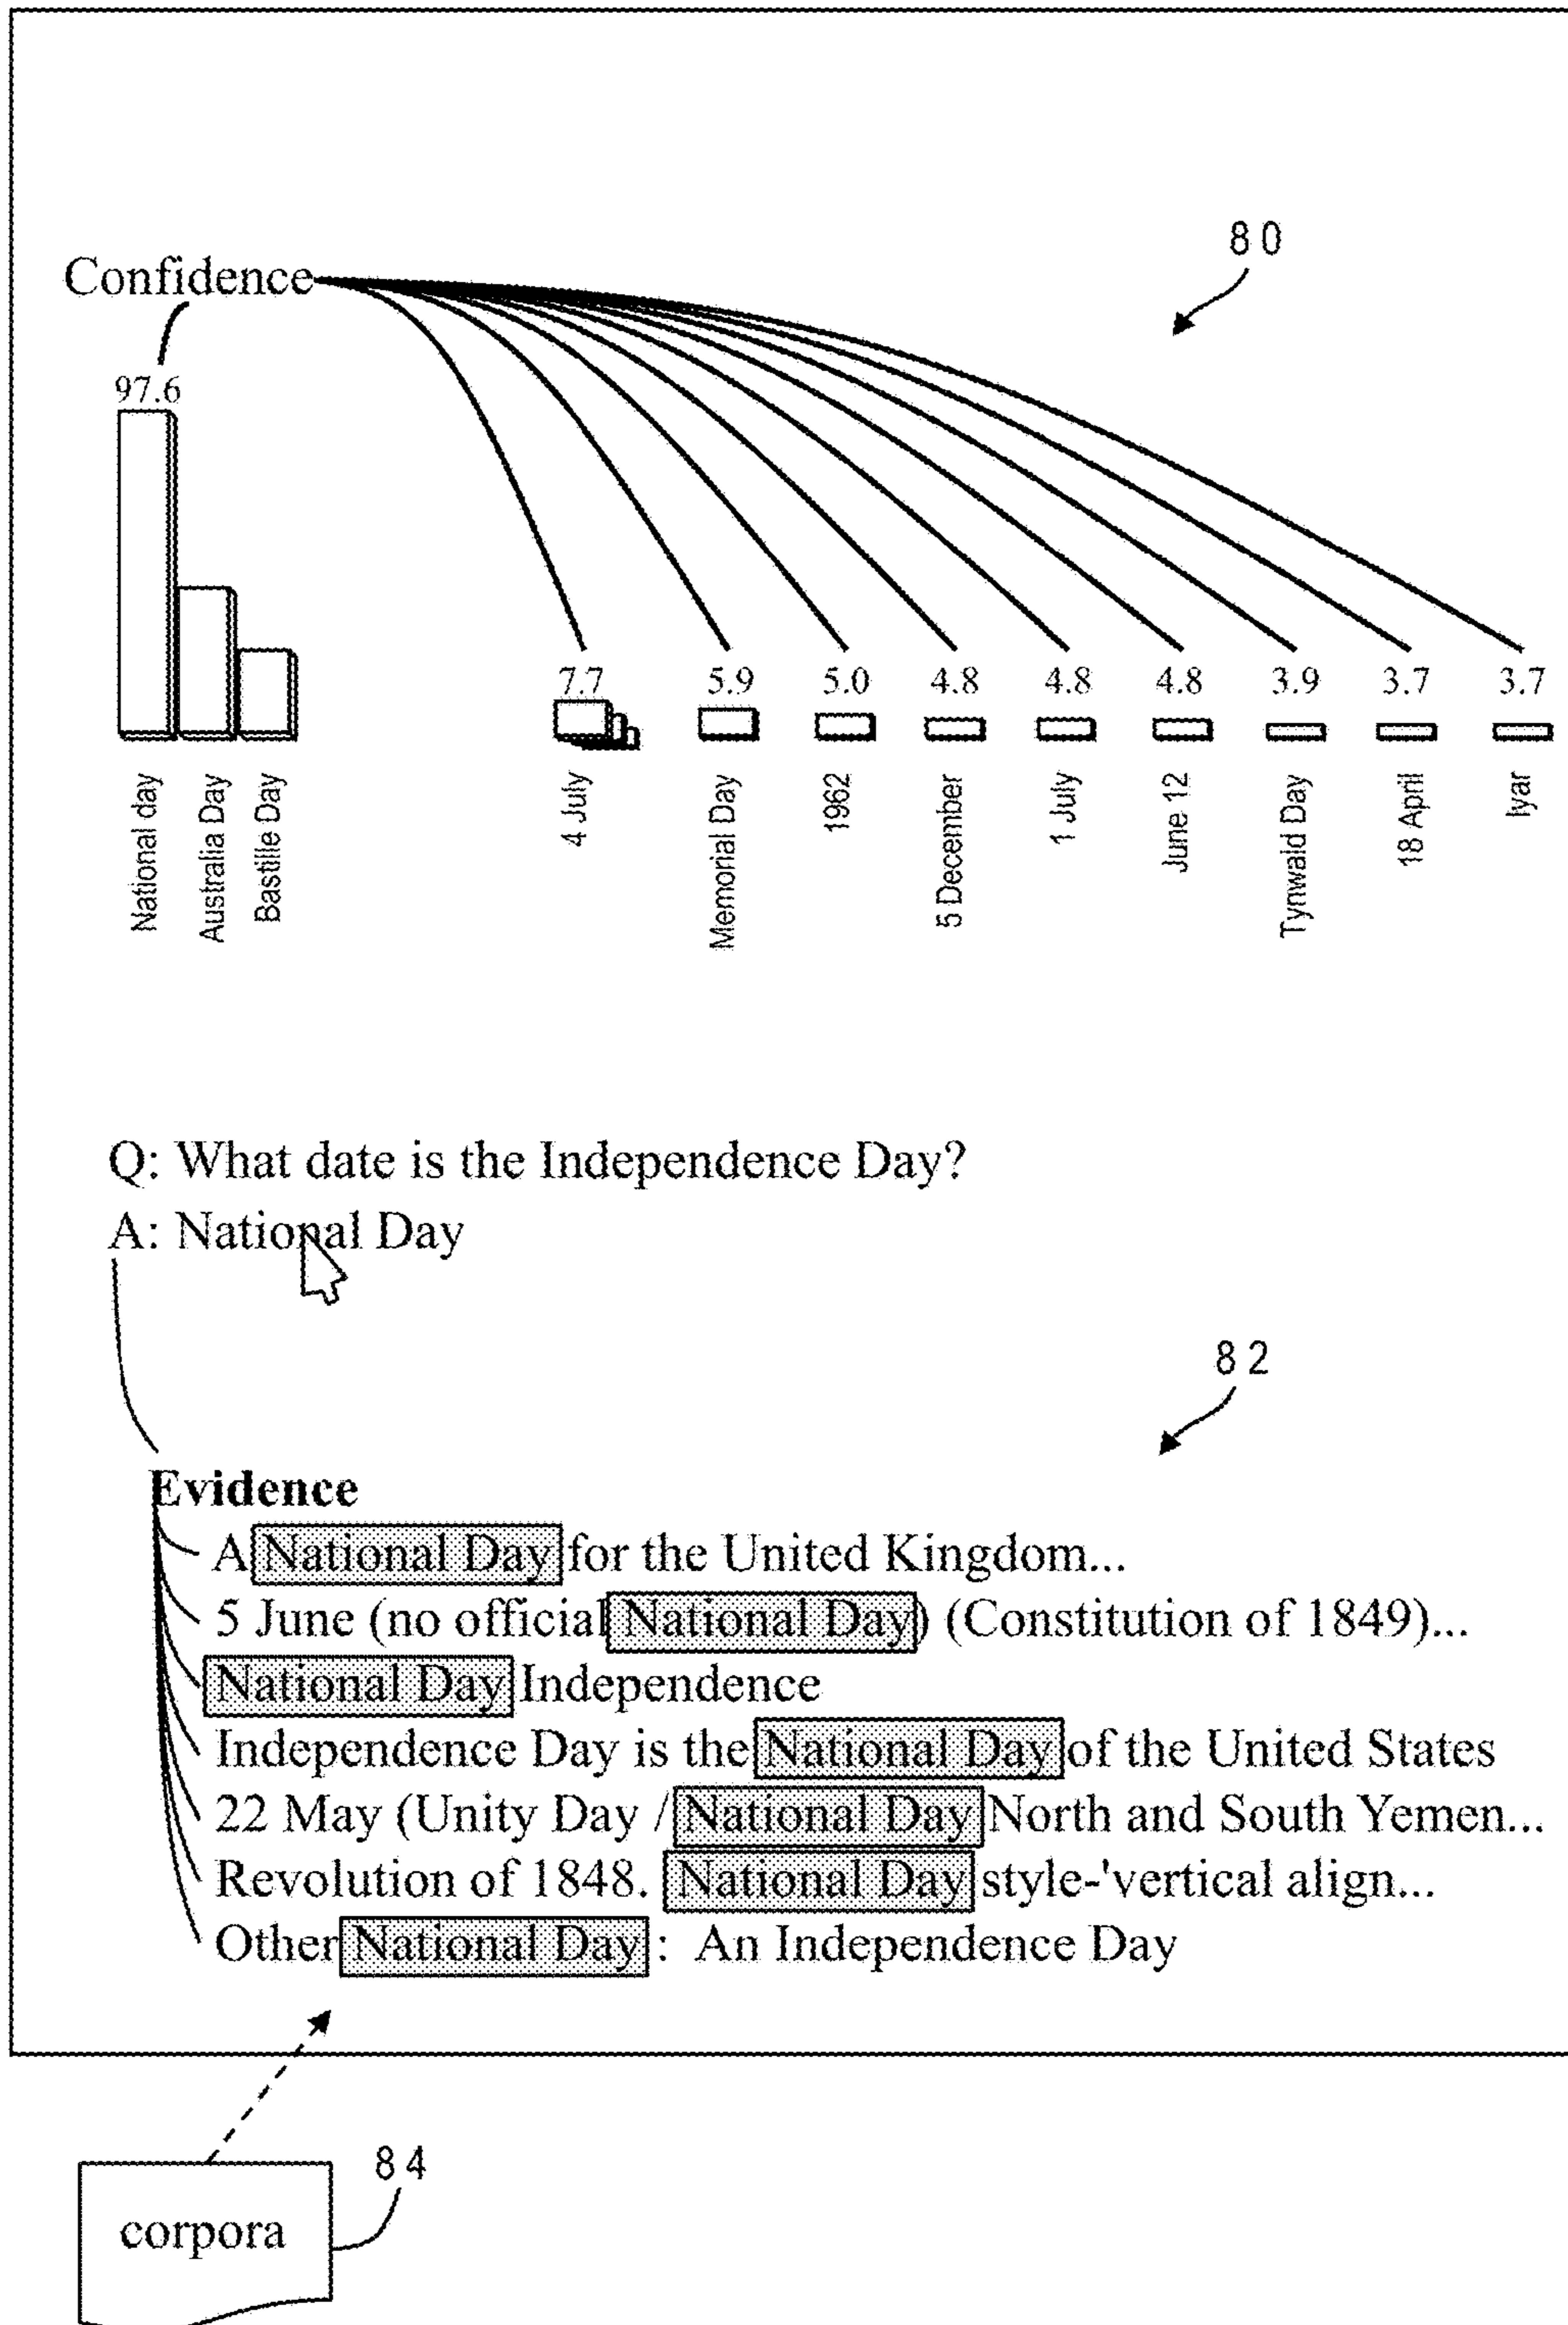 80
Confidence
97.6
7.7 5.9 5.0 4.8 4.8 4.8 3.9 3.7 3.7
National day
Australia Day
Bastille Day
4 July
Memorial Day
1962
5 December
1 July
June 12
Tynwald Day
18 April
Iyar
Q: What date is the Independence Day?
A: National Day
82
Evidence
A National Day for the United Kingdom...
5 June (no official National Day) (Constitution of 1849)...
National Day Independence
Independence Day is the National Day of the United States
22 May (Unity Day / National Day North and South Yemen...
Revolution of 1848. National Day style-'vertical align...
Other National Day : An Independence Day
84
corpora